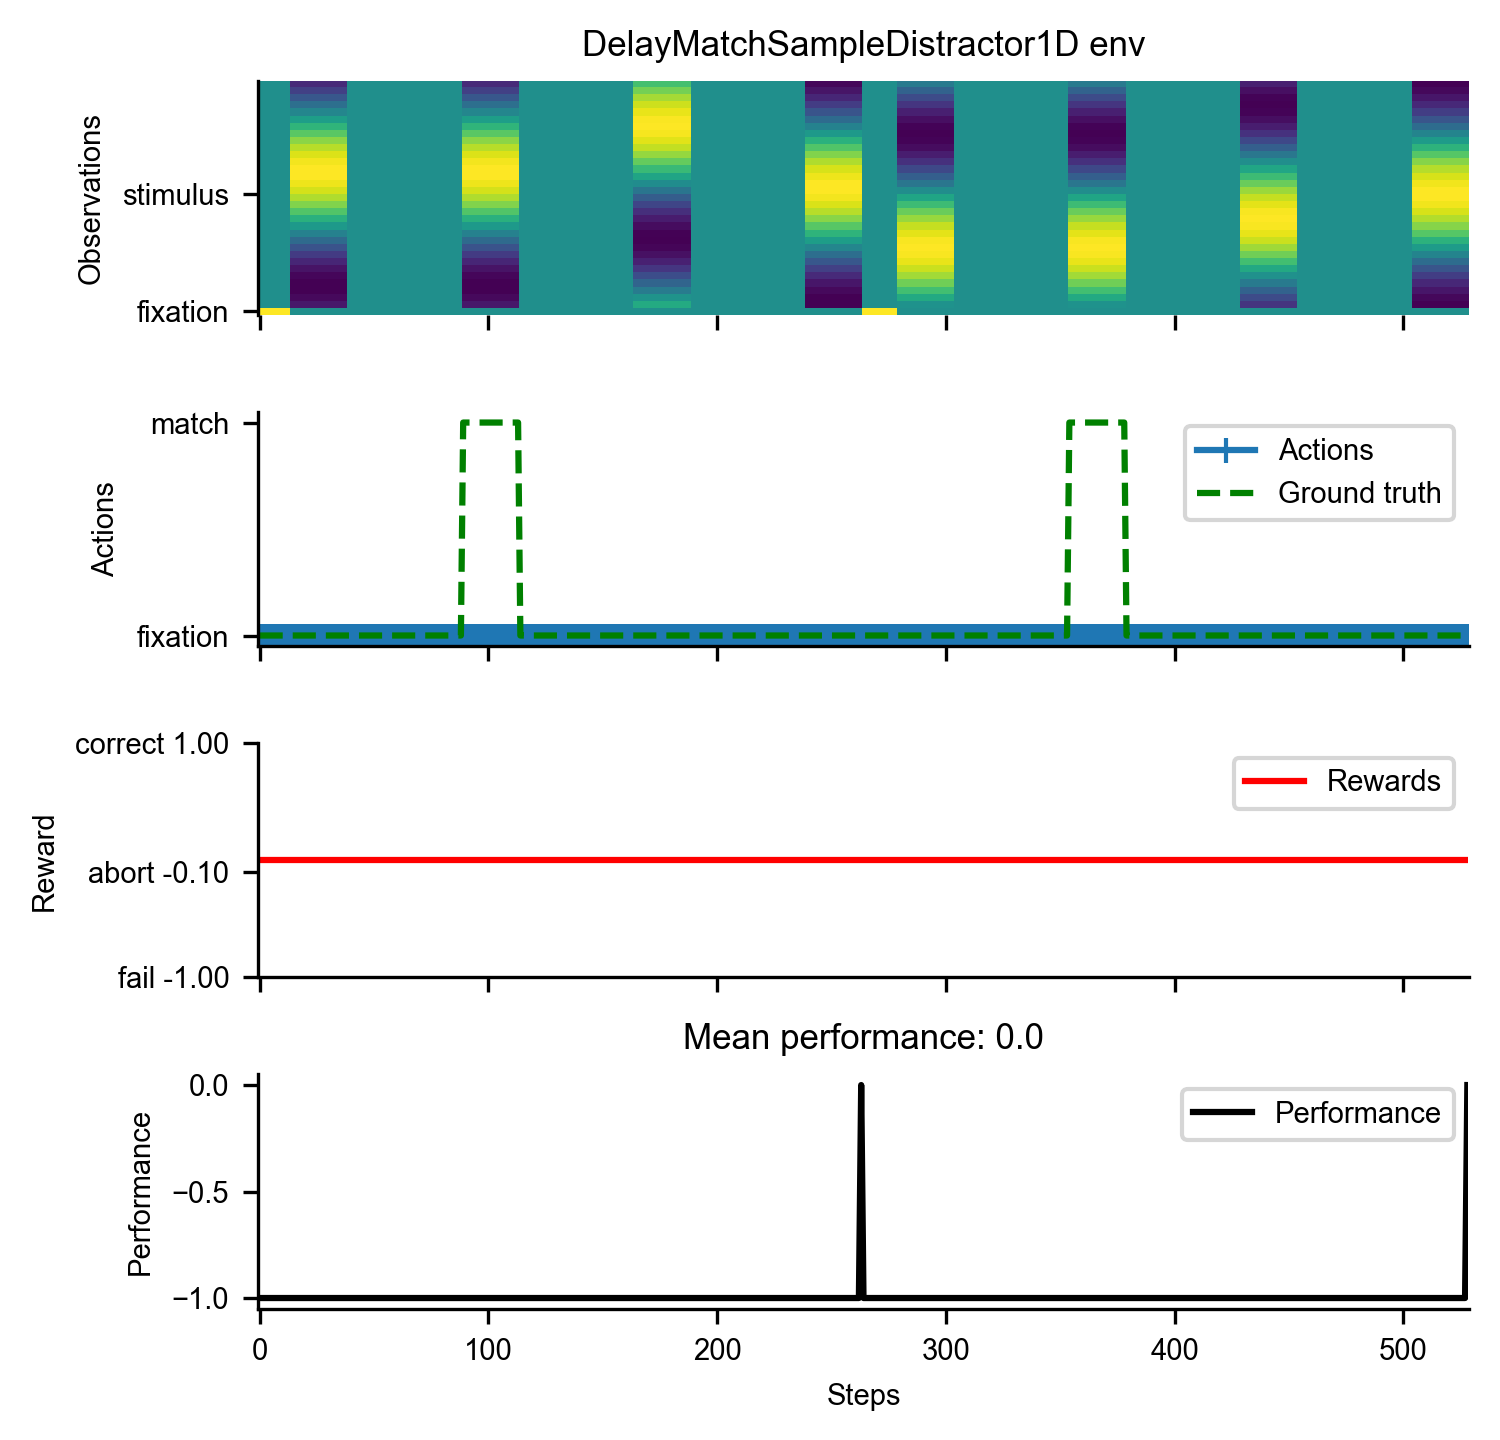 DelayMatchSampleDistractor1D env
Observations
stimulus
fixation
Actions
match
fixation
Actions
Ground truth
Reward
correct 1.00
abort -0.10
fail -1.00
Rewards
Mean performance: 0.0
Performance
0.0
−0.5
−1.0
Performance
0 100 200 300 400 500
Steps